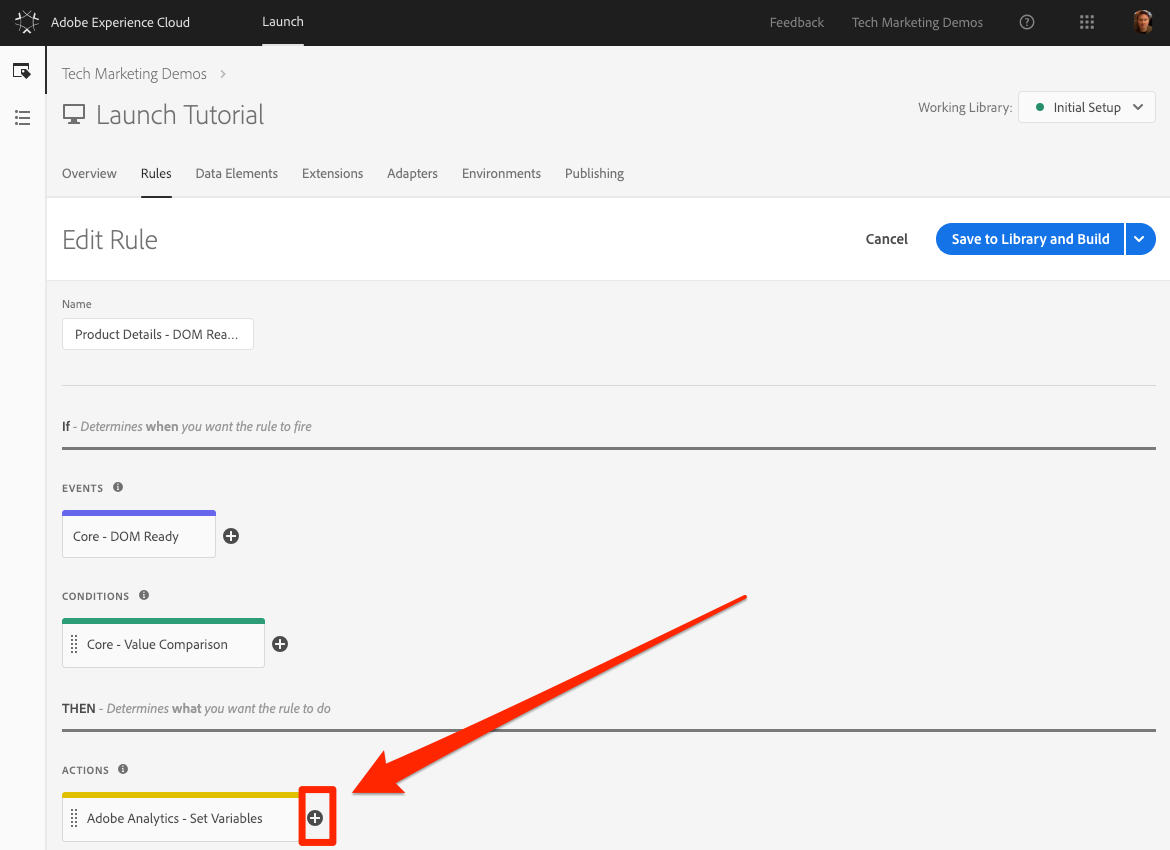 Adobe Experience Cloud Launch Feedback Tech Marketing Demos
Tech Marketing Demos
Launch Tutorial
Working Library: Initial Setup
Overview Rules Data Elements Extensions Adapters Environments Publishing
Edit Rule
Cancel Save to Library and Build
Name
Product Details - DOM Rea...
If - Determines when you want the rule to fire
EVENTS
Core - DOM Ready
CONDITIONS
Core - Value Comparison
THEN - Determines what you want the rule to do
ACTIONS
Adobe Analytics - Set Variables